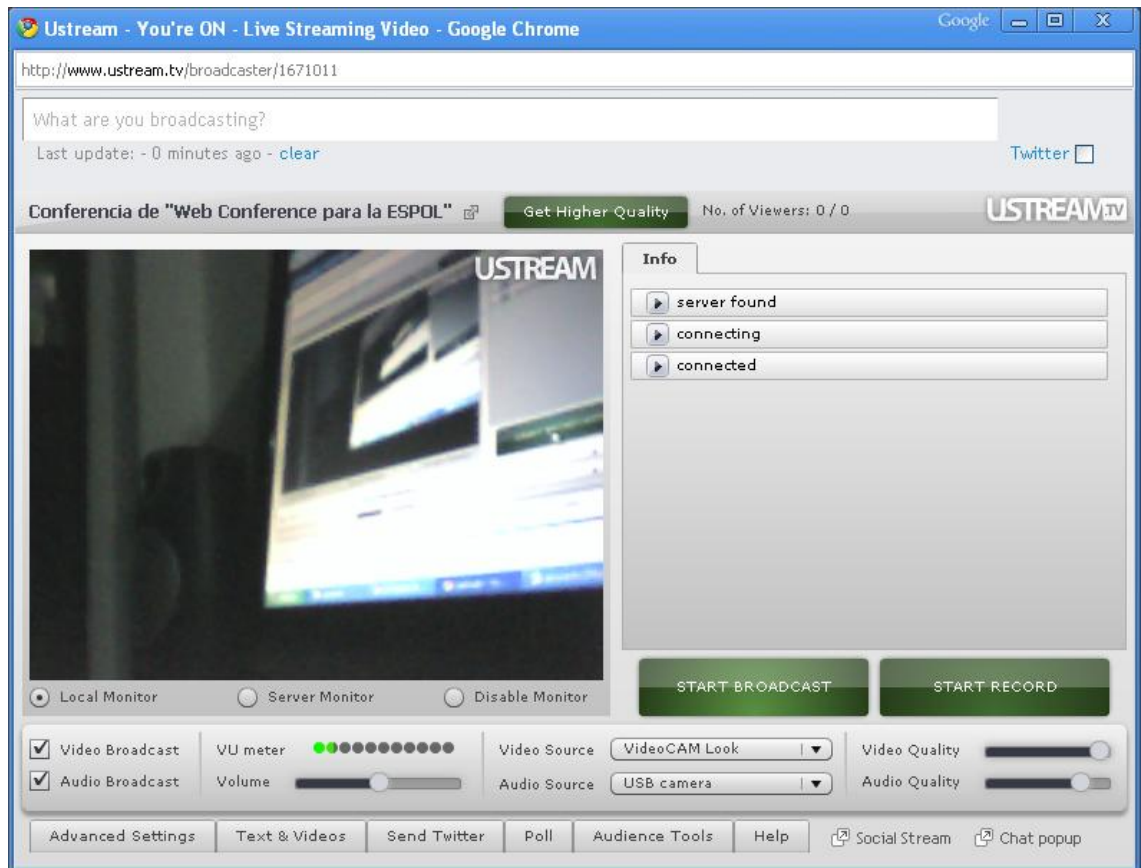 Ustream - You're ON - Live Streaming Video - Google Chrome
Google
http://www.ustream.tv/broadcaster/1671011
What are you broadcasting?
Last update: - 0 minutes ago - clear
Twitter
Conferencia de "Web Conference para la ESPOL"
Get Higher Quality
No. of Viewers: 0 / 0
USTREAM TV
USTREAM
Info
server found
connecting
connected
Local Monitor
Server Monitor
Disable Monitor
START BROADCAST
START RECORD
Video Broadcast
VU meter
Video Source
VideoCAM Look
Video Quality
Audio Broadcast
Volume
Audio Source
USB camera
Audio Quality
Advanced Settings
Text & Videos
Send Twitter
Poll
Audience Tools
Help
Social Stream
Chat popup